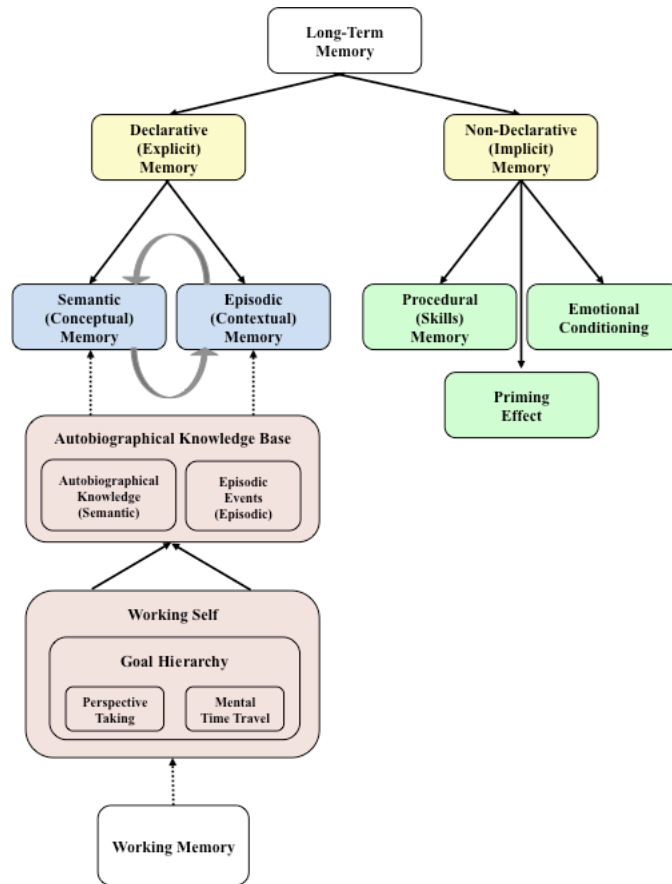 Long-Term
Memory
Declarative
(Explicit)
Memory
Non-Declarative
(Implicit)
Memory
Semantic
(Conceptual)
Memory
Episodic
(Contextual)
Memory
Procedural
(Skills)
Memory
Emotional
Conditioning
Priming
Effect
Autobiographical Knowledge Base
Autobiographical
Knowledge
(Semantic)
Episodic
Events
(Episodic)
Working Self
Goal Hierarchy
Perspective
Taking
Mental
Time Travel
Working Memory